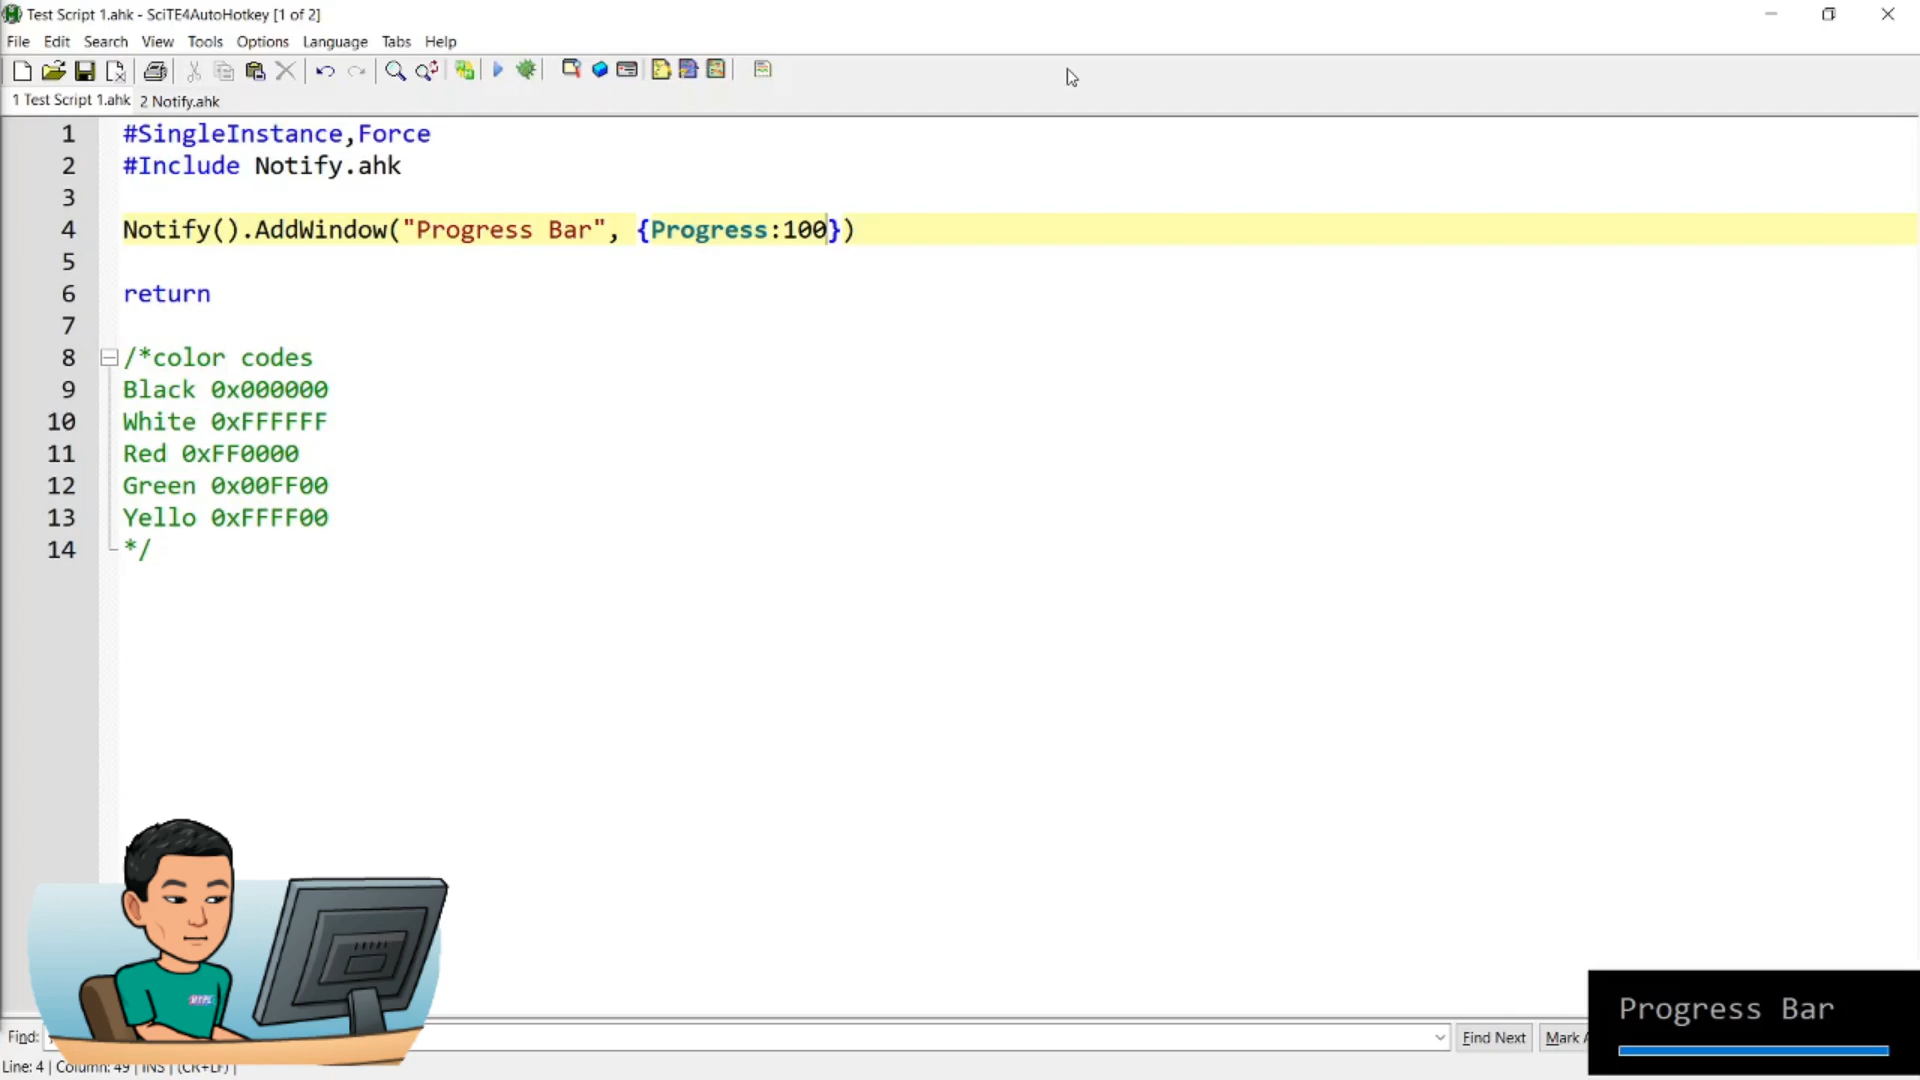 Test Script 1.ahk - SciTE4AutoHotkey [1 of 2]
File Edit Search View Tools Options Language Tabs Help
1 Test Script 1.ahk 2 Notify.ahk
1 #SingleInstance,Force
2 #Include Notify.ahk
3
4 Notify().AddWindow("Progress Bar", {Progress:100})
5
6 return
7
8 /*color codes
9 Black 0x000000
10 White 0xFFFFFF
11 Red 0xFF0000
12 Green 0x00FF00
13 Yello 0xFFFF00
14 */
Progress Bar
Find: Find Next Mark A
Line: 4 | Column: 49 | INS | (CR+LF) |